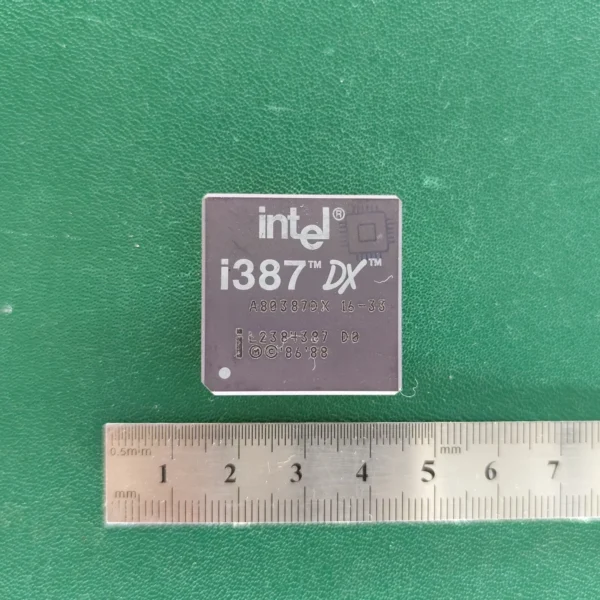 intel®
i387™ DX™
A80387DX 16-33
i L2384387 D0
Ⓜ © '86 '88
0.5mm mm
1 2 3 4 5 6 7
mm